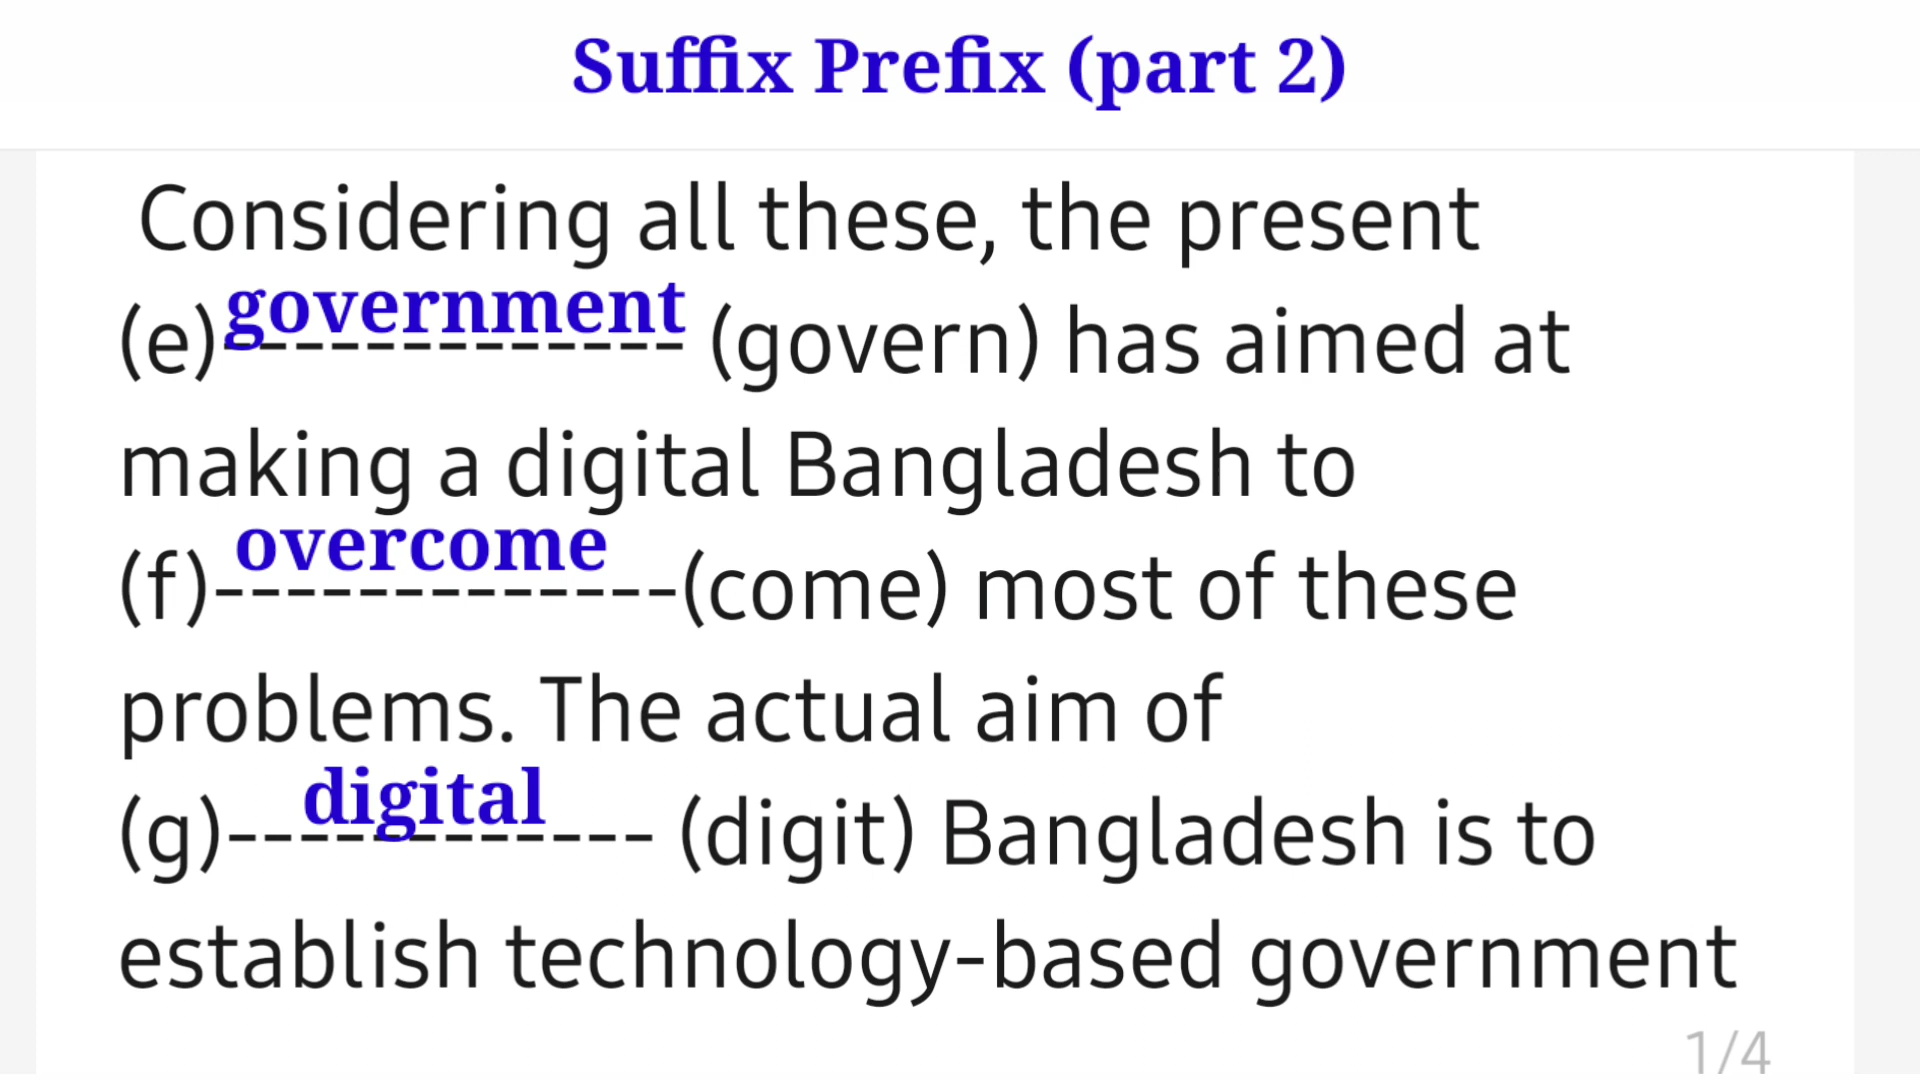 Suffix Prefix (part 2)
Considering all these, the present
(e)------------- government (govern) has aimed at
making a digital Bangladesh to
(f)------------- overcome (come) most of these
problems. The actual aim of
(g)------------ digital (digit) Bangladesh is to
establish technology-based government
1/4